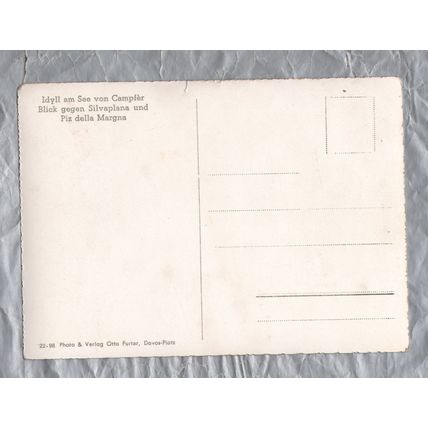 Idyll am See von Campfèr
Blick gegen Silvaplana und
Piz della Margna
22-98 Photo & Verlag Otto Furter, Davos-Platz